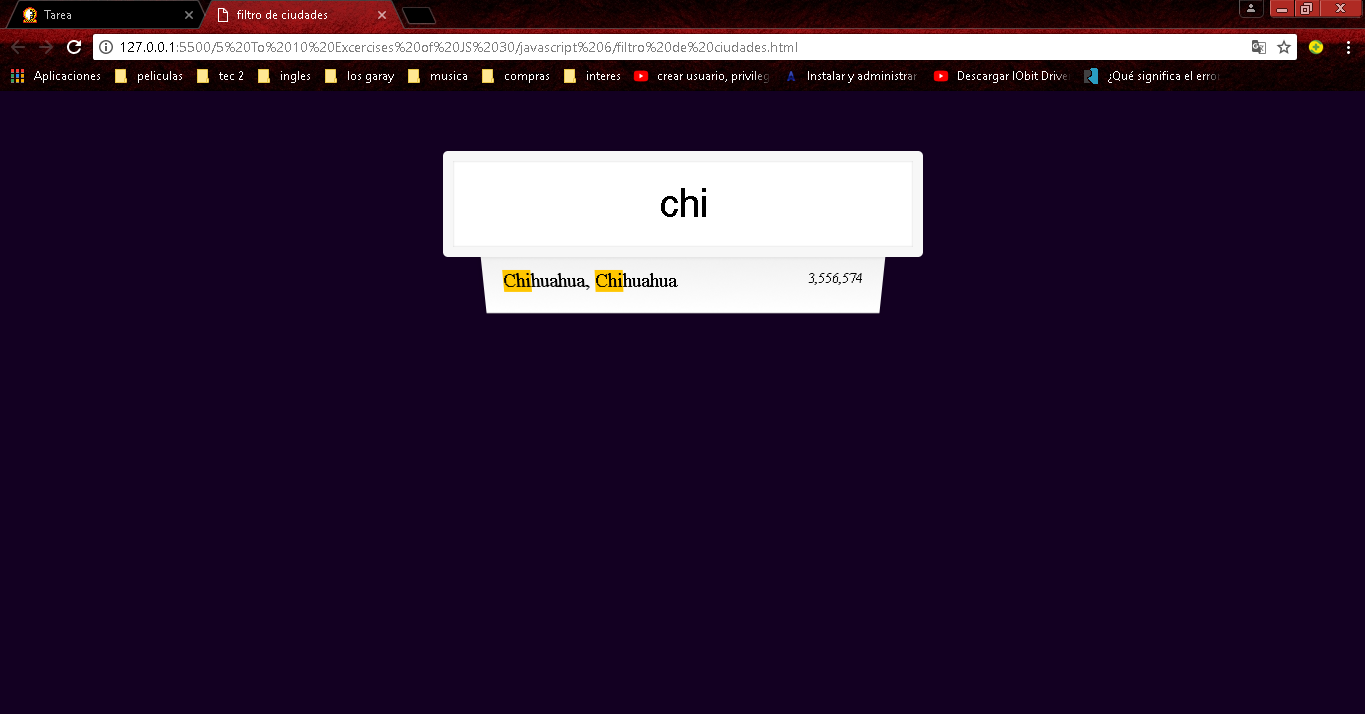 Tarea
filtro de ciudades
127.0.0.1:5500/5%20To%2010%20Excercises%20of%20JS%2030/javascript%206/filtro%20de%20ciudades.html
Aplicaciones peliculas tec 2 ingles los garay musica compras interes crear usuario, privileg Instalar y administrar Descargar IObit Drive ¿Qué significa el erro
chi
Chihuahua, Chihuahua 3,556,574